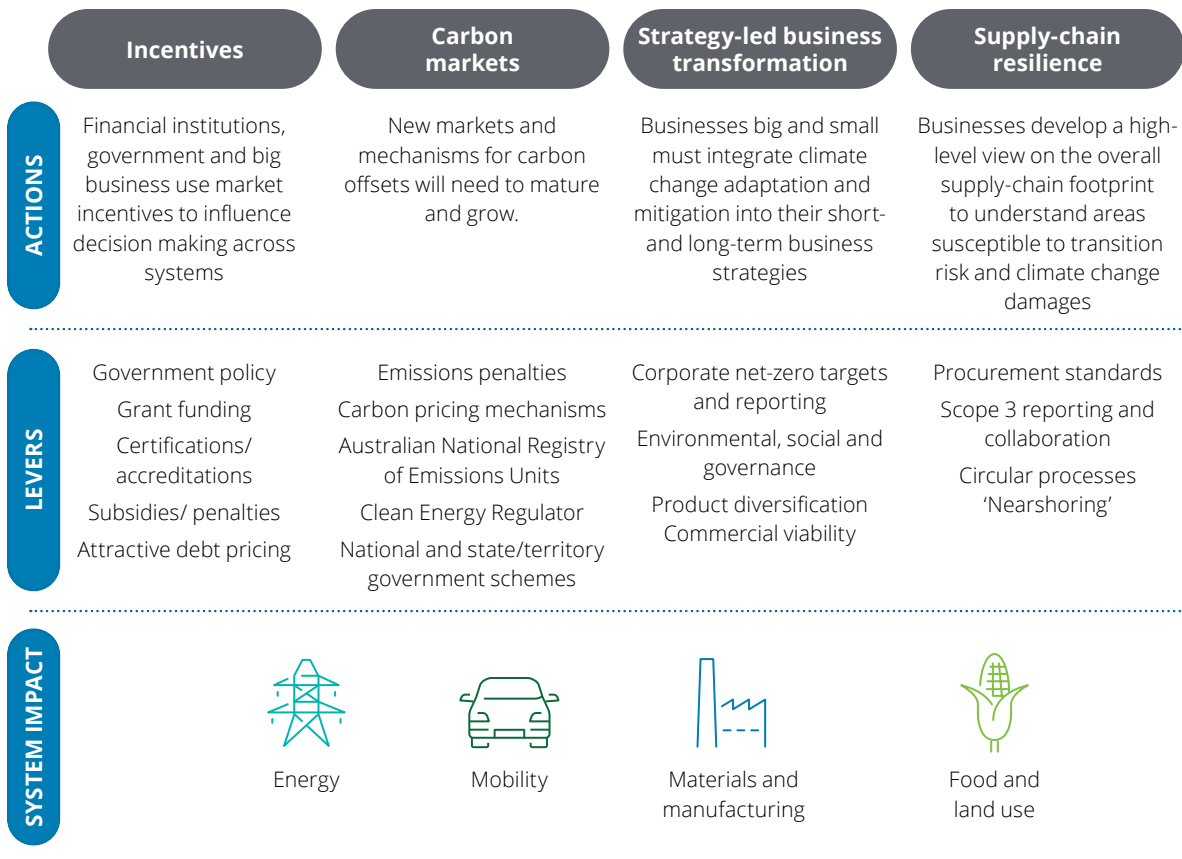 Incentives
Carbon
markets
Strategy-led business
transformation
Supply-chain
resilience
ACTIONS
Financial institutions,
government and big
business use market
incentives to influence
decision making across
systems
New markets and
mechanisms for carbon
offsets will need to mature
and grow.
Businesses big and small
must integrate climate
change adaptation and
mitigation into their short-
and long-term business
strategies
Businesses develop a high-
level view on the overall
supply-chain footprint
to understand areas
susceptible to transition
risk and climate change
damages
LEVERS
Government policy
Grant funding
Certifications/
accreditations
Subsidies/ penalties
Attractive debt pricing
Emissions penalties
Carbon pricing mechanisms
Australian National Registry
of Emissions Units
Clean Energy Regulator
National and state/territory
government schemes
Corporate net-zero targets
and reporting
Environmental, social and
governance
Product diversification
Commercial viability
Procurement standards
Scope 3 reporting and
collaboration
Circular processes
‘Nearshoring’
SYSTEM IMPACT
Energy
Mobility
Materials and
manufacturing
Food and
land use